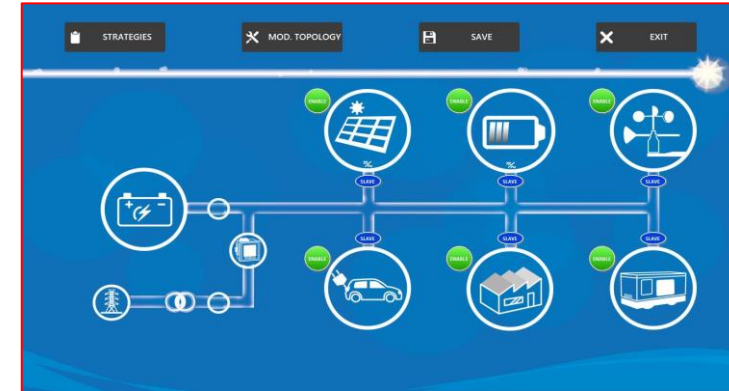 STRATEGIES
MOD. TOPOLOGY
SAVE
EXIT
ENABLE
ENABLE
ENABLE
SLAVE
SLAVE
SLAVE
SLAVE
SLAVE
SLAVE
ENABLE
ENABLE
ENABLE